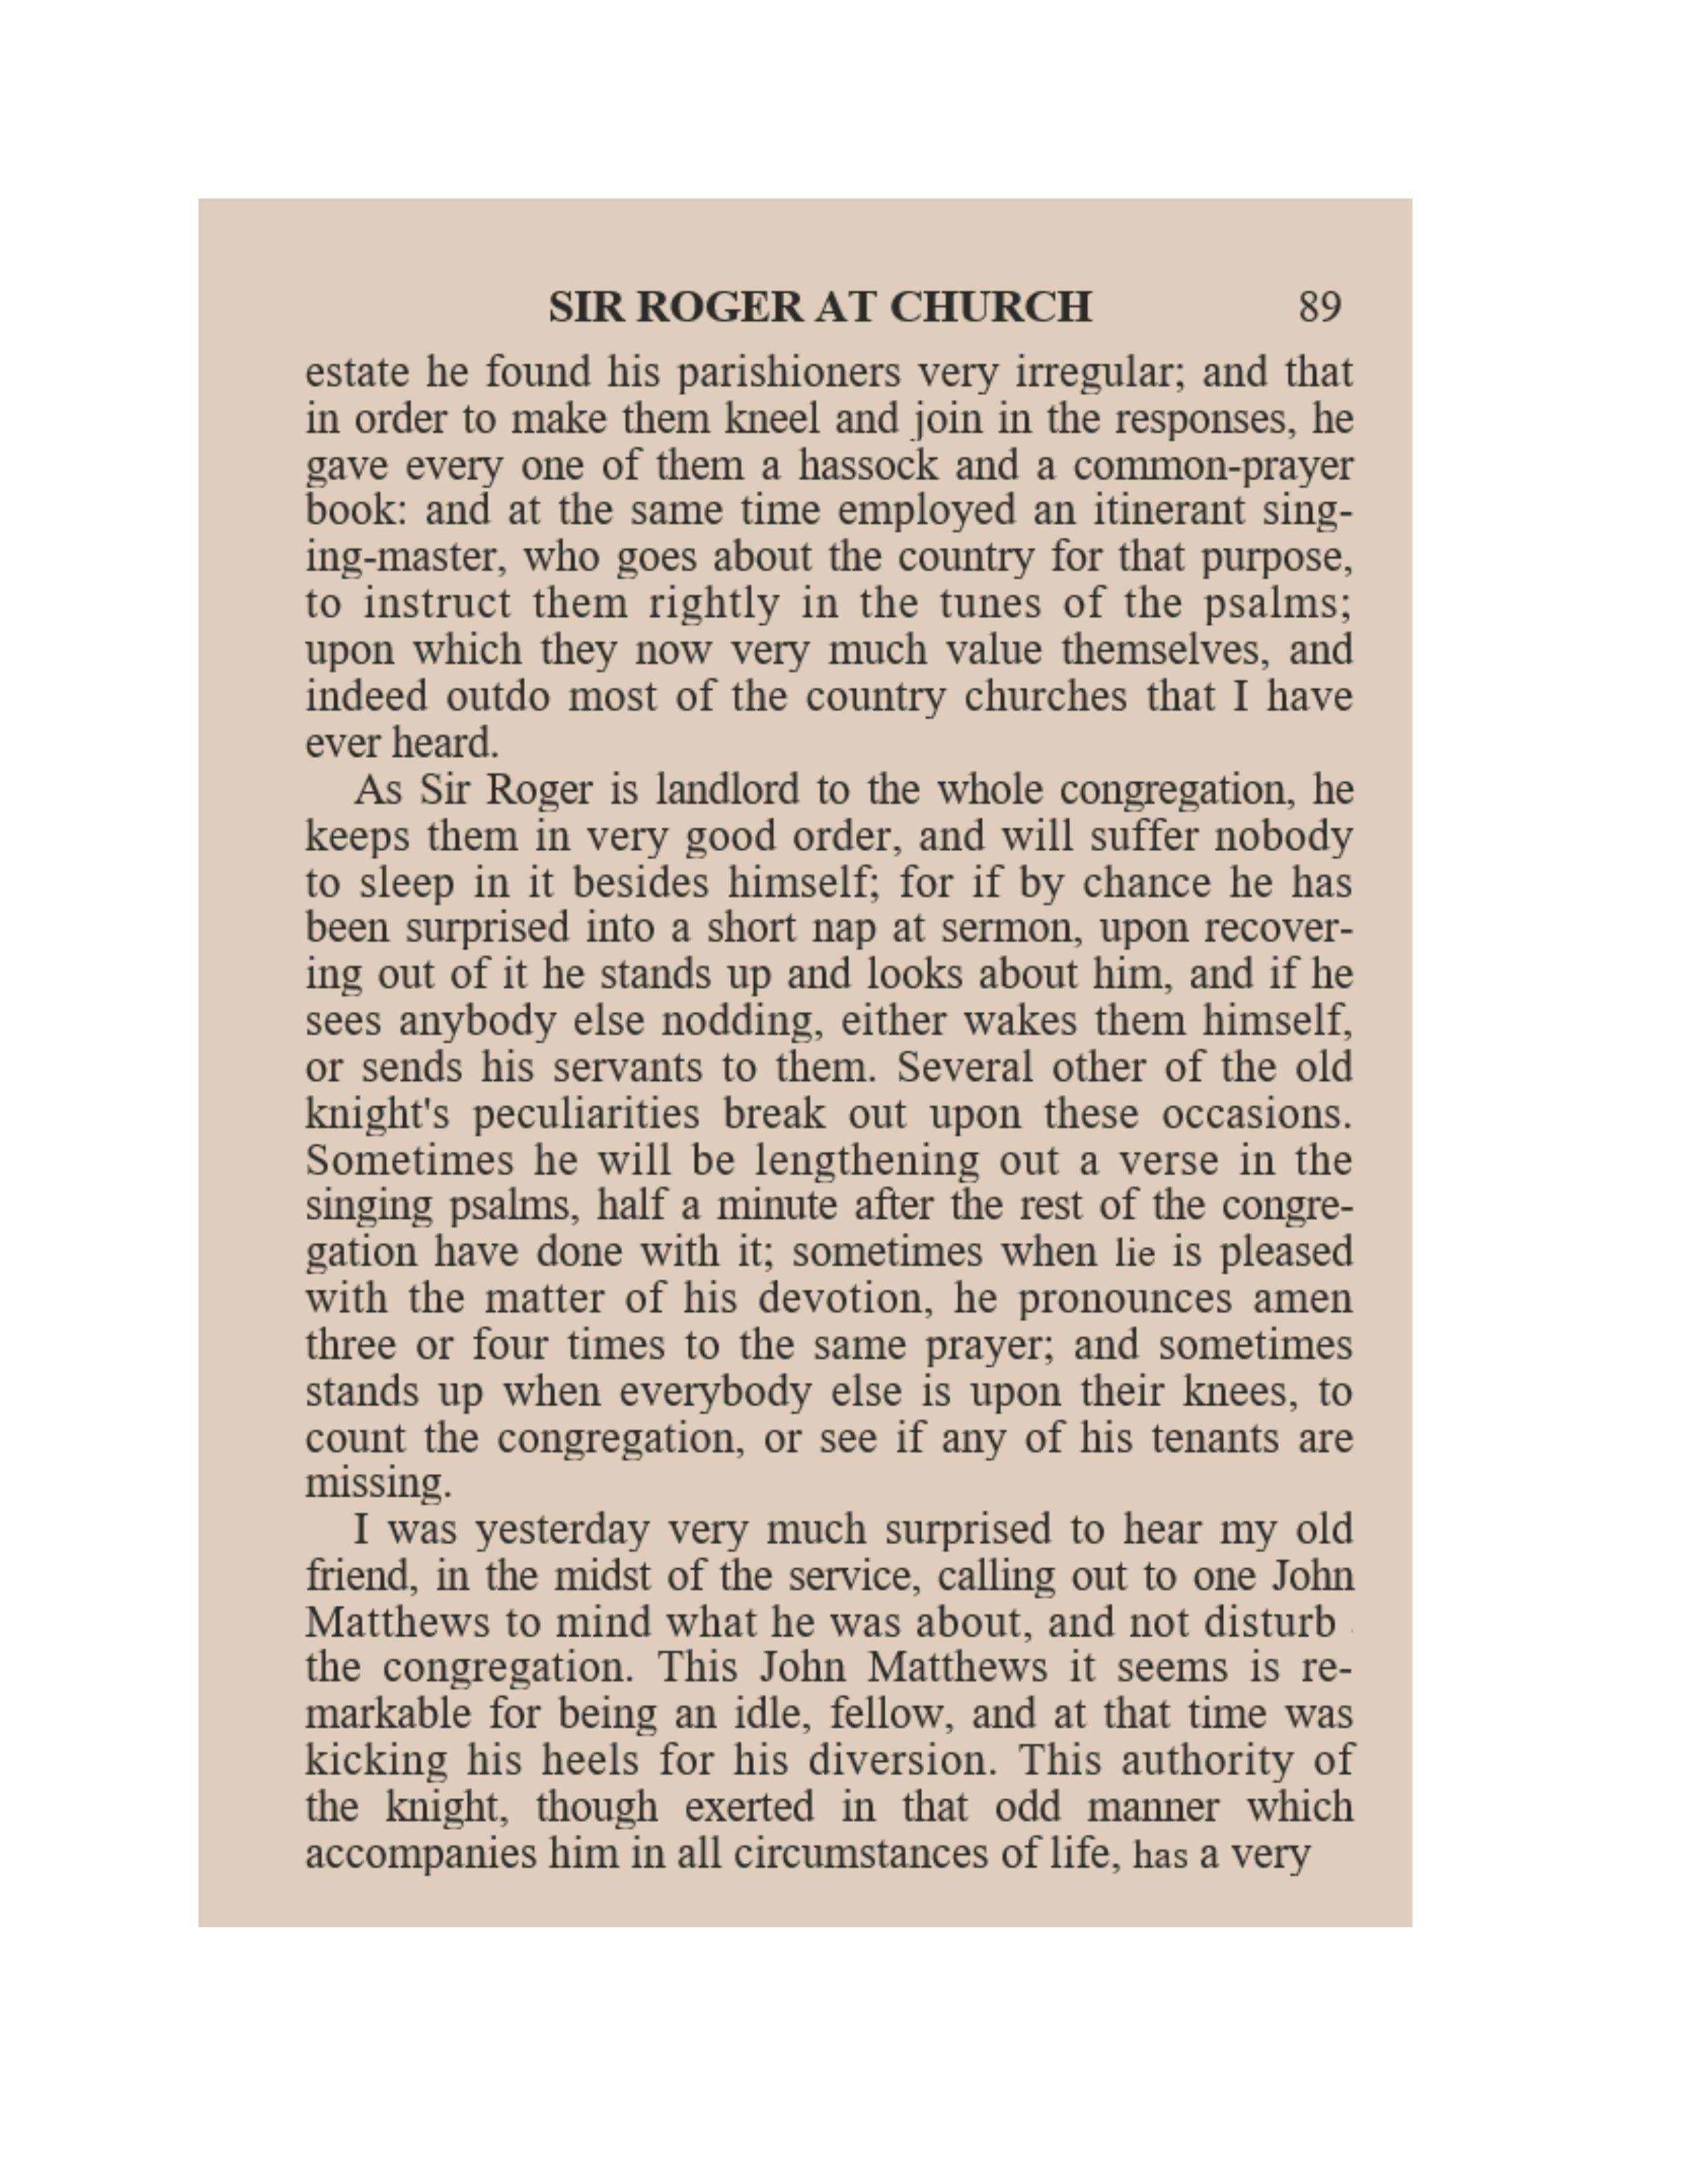 SIR ROGER AT CHURCH 89
estate he found his parishioners very irregular; and that
in order to make them kneel and join in the responses, he
gave every one of them a hassock and a common-prayer
book: and at the same time employed an itinerant sing-
ing-master, who goes about the country for that purpose,
to instruct them rightly in the tunes of the psalms;
upon which they now very much value themselves, and
indeed outdo most of the country churches that I have
ever heard.
As Sir Roger is landlord to the whole congregation, he
keeps them in very good order, and will suffer nobody
to sleep in it besides himself; for if by chance he has
been surprised into a short nap at sermon, upon recover-
ing out of it he stands up and looks about him, and if he
sees anybody else nodding, either wakes them himself,
or sends his servants to them. Several other of the old
knight's peculiarities break out upon these occasions.
Sometimes he will be lengthening out a verse in the
singing psalms, half a minute after the rest of the congre-
gation have done with it; sometimes when lie is pleased
with the matter of his devotion, he pronounces amen
three or four times to the same prayer; and sometimes
stands up when everybody else is upon their knees, to
count the congregation, or see if any of his tenants are
missing.
I was yesterday very much surprised to hear my old
friend, in the midst of the service, calling out to one John
Matthews to mind what he was about, and not disturb
the congregation. This John Matthews it seems is re-
markable for being an idle, fellow, and at that time was
kicking his heels for his diversion. This authority of
the knight, though exerted in that odd manner which
accompanies him in all circumstances of life, has a very